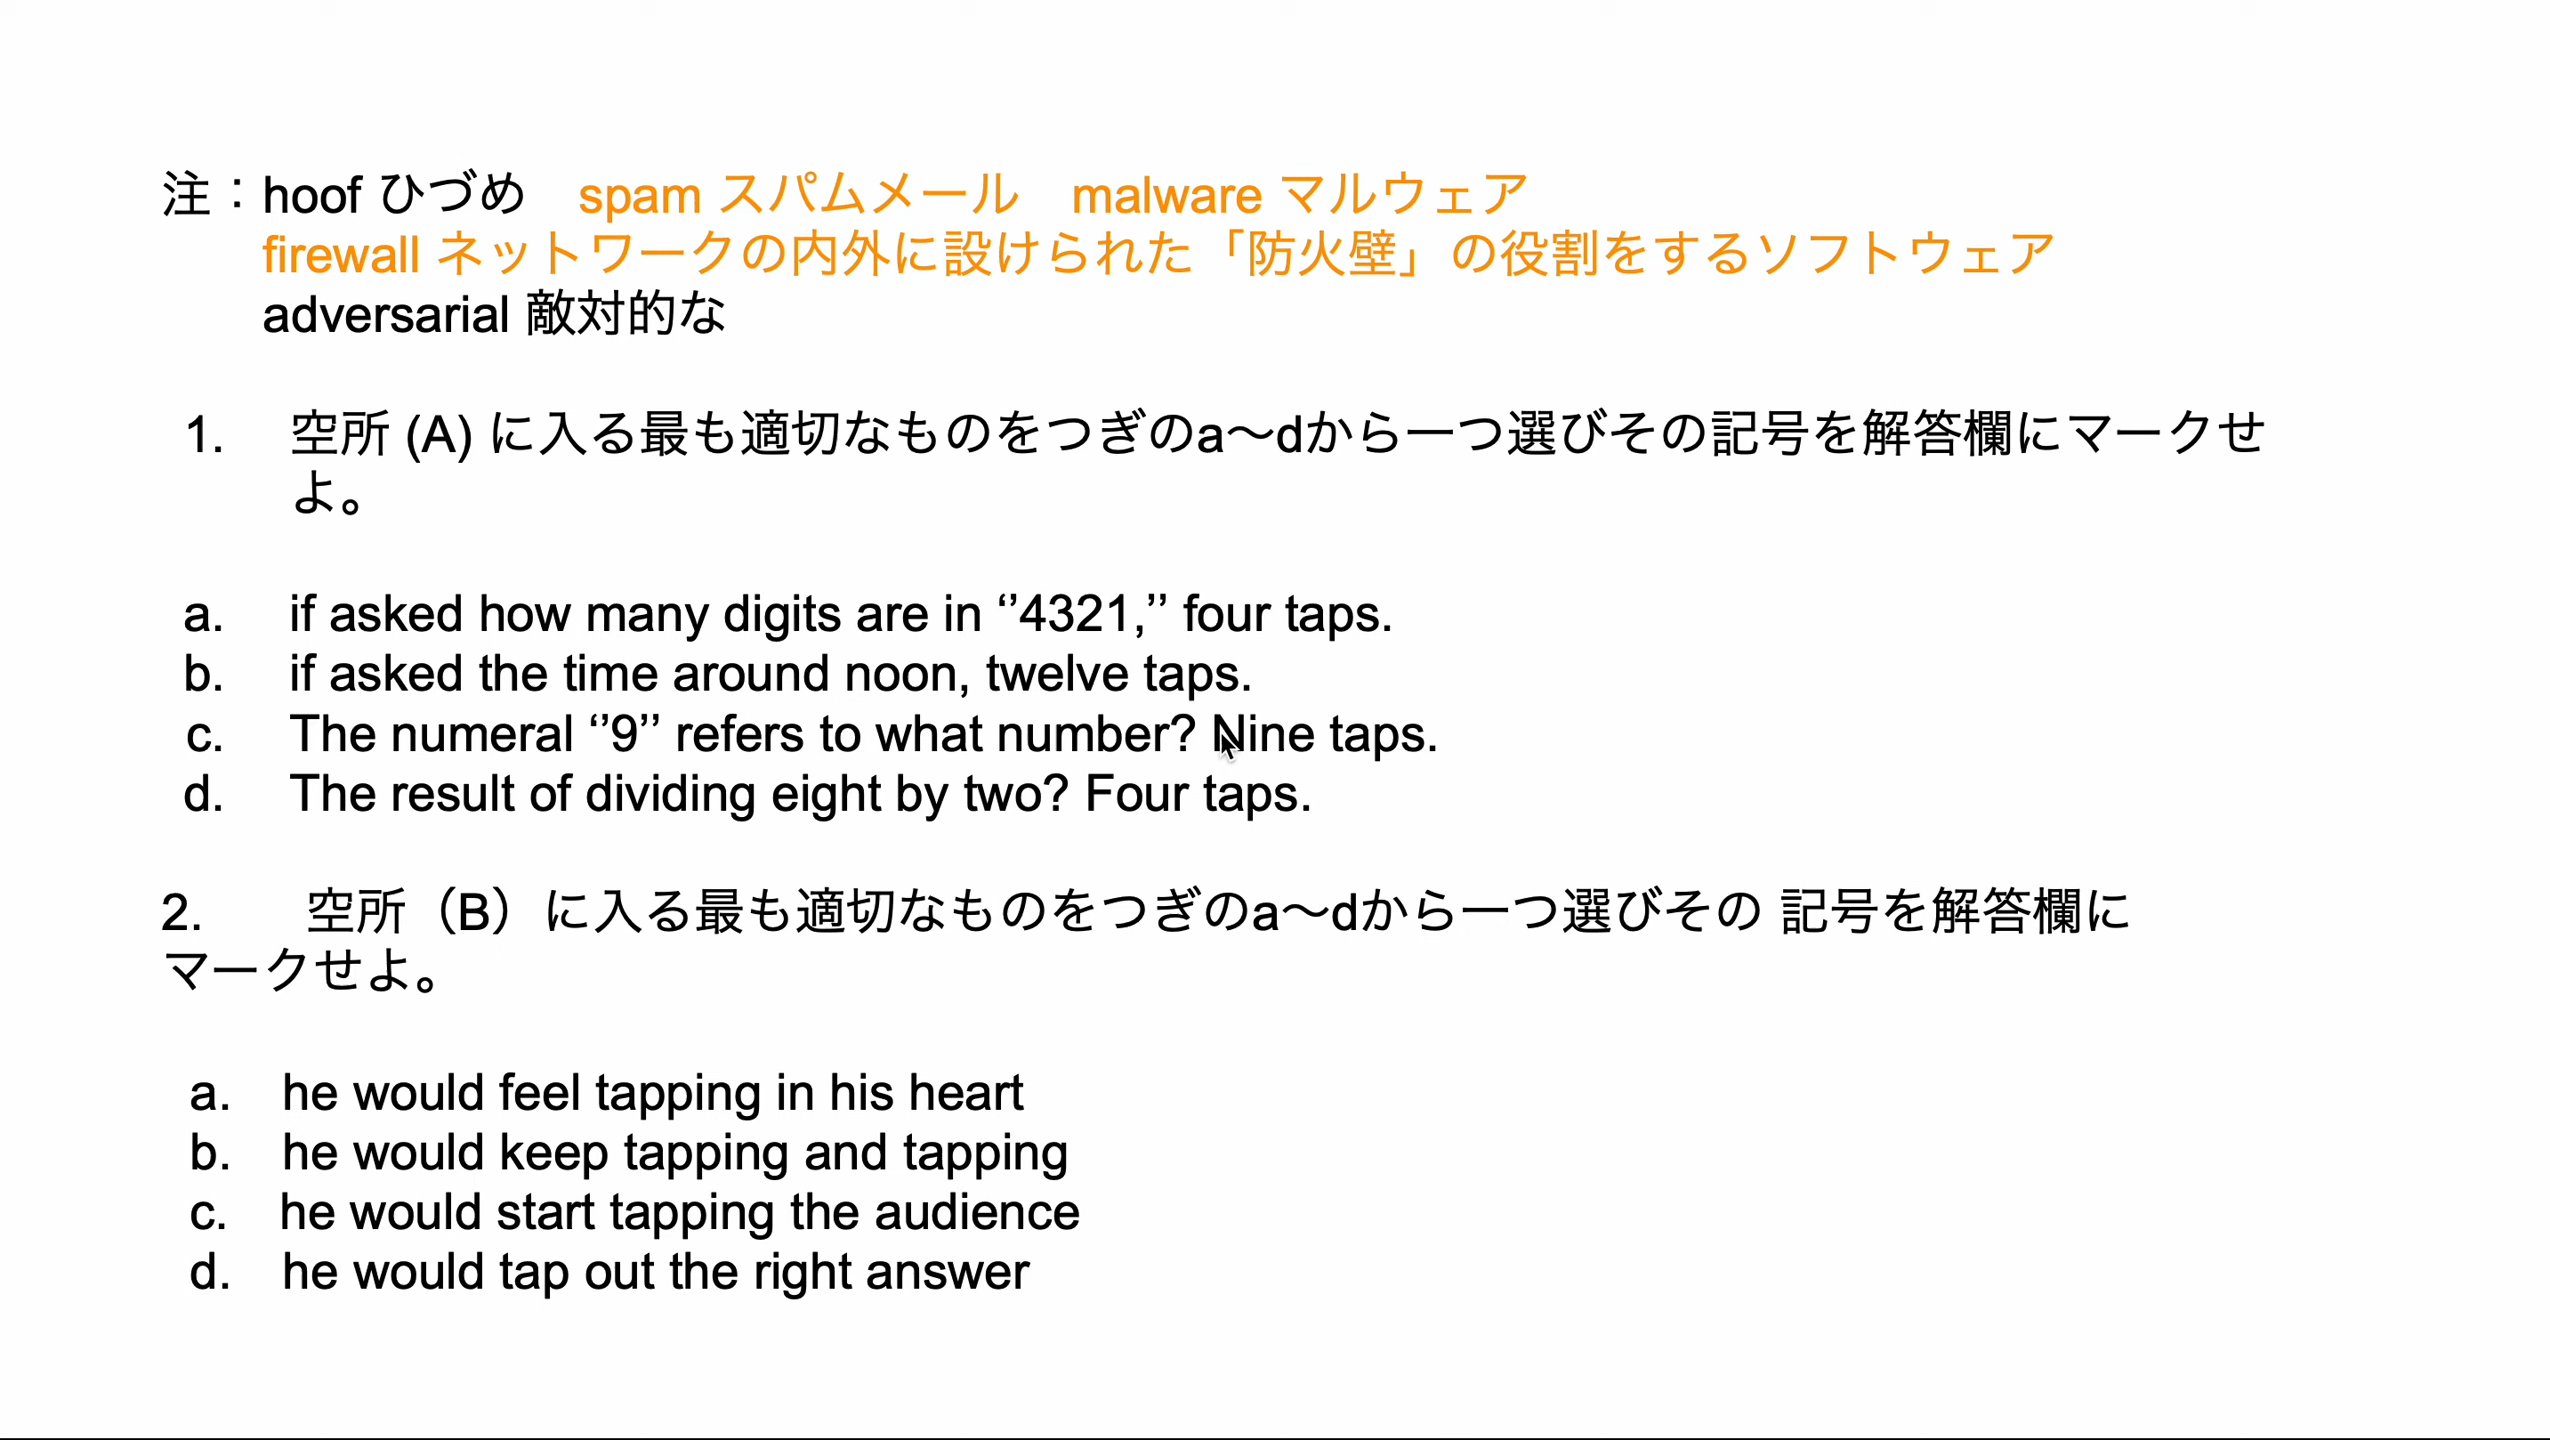 注：hoof ひづめ　spam スパムメール　malware マルウェア
firewall ネットワークの内外に設けられた「防火壁」の役割をするソフトウェア
adversarial 敵対的な
1. 空所 (A) に入る最も適切なものをつぎのa〜dから一つ選びその記号を解答欄にマークせ
よ。
a. if asked how many digits are in ‘’4321,’’ four taps.
b. if asked the time around noon, twelve taps.
c. The numeral ‘’9’’ refers to what number? Nine taps.
d. The result of dividing eight by two? Four taps.
2. 空所（B）に入る最も適切なものをつぎのa〜dから一つ選びその 記号を解答欄に
マークせよ。
a. he would feel tapping in his heart
b. he would keep tapping and tapping
c. he would start tapping the audience
d. he would tap out the right answer